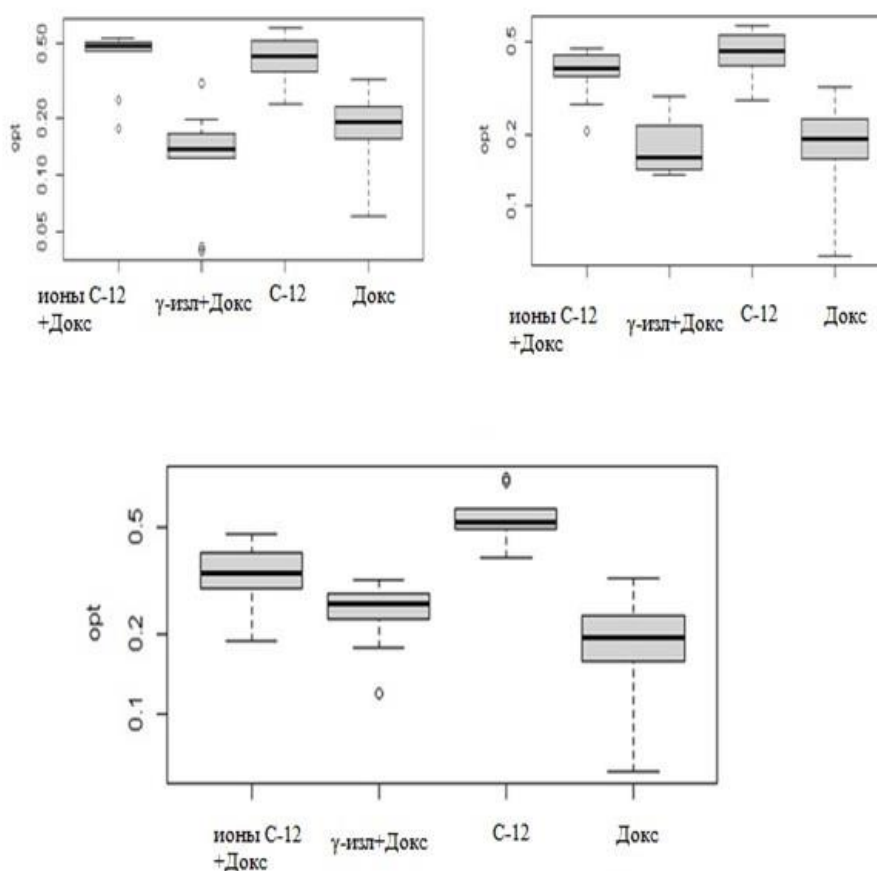 opt
0.50
0.20
0.10
0.05
ионы С-12
+Докс
γ-изл+Докс
С-12
Докс
opt
0.5
0.2
0.1
ионы С-12
+Докс
γ-изл+Докс
С-12
Докс
opt
0.5
0.2
0.1
ионы С-12
+Докс
γ-изл+Докс
С-12
Докс